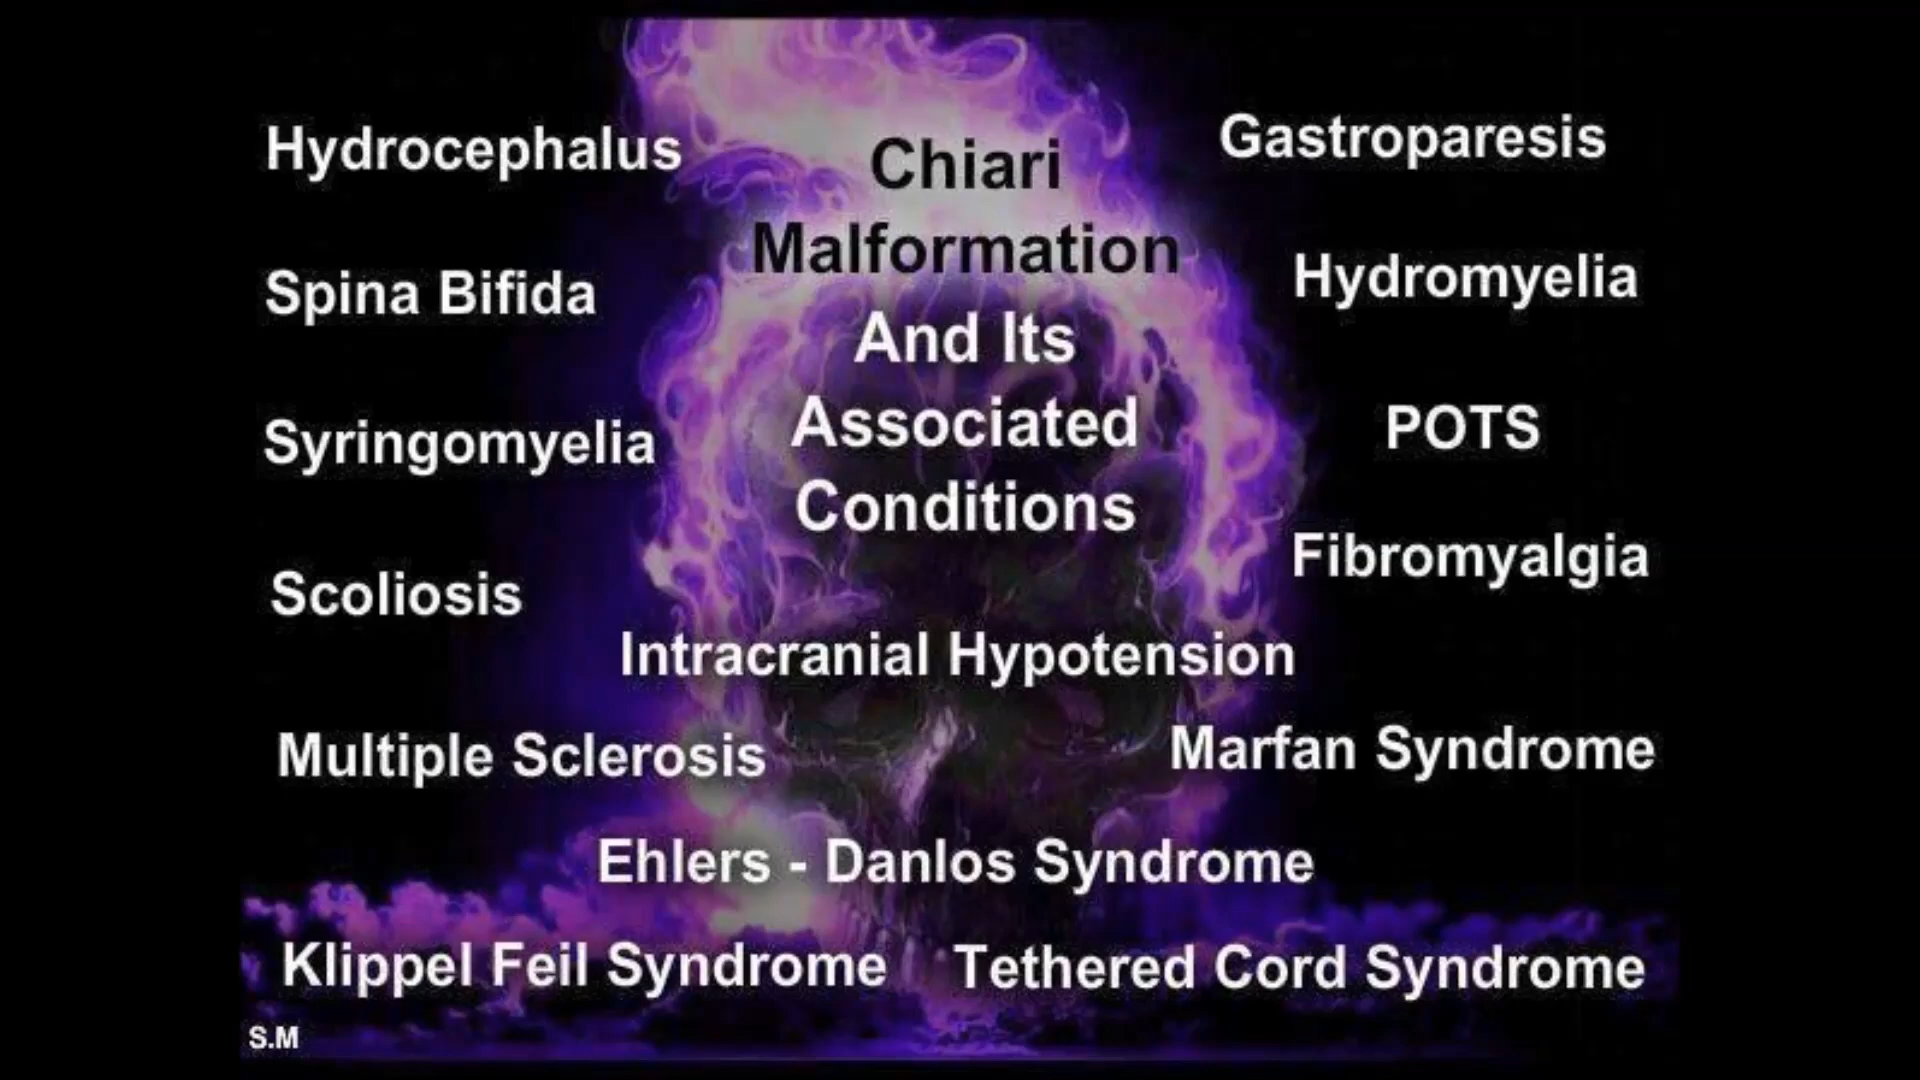 Chiari
Malformation
And Its
Associated
Conditions
Hydrocephalus
Gastroparesis
Spina Bifida
Hydromyelia
Syringomyelia
POTS
Scoliosis
Fibromyalgia
Intracranial Hypotension
Multiple Sclerosis
Marfan Syndrome
Ehlers - Danlos Syndrome
Klippel Feil Syndrome
Tethered Cord Syndrome
S.M